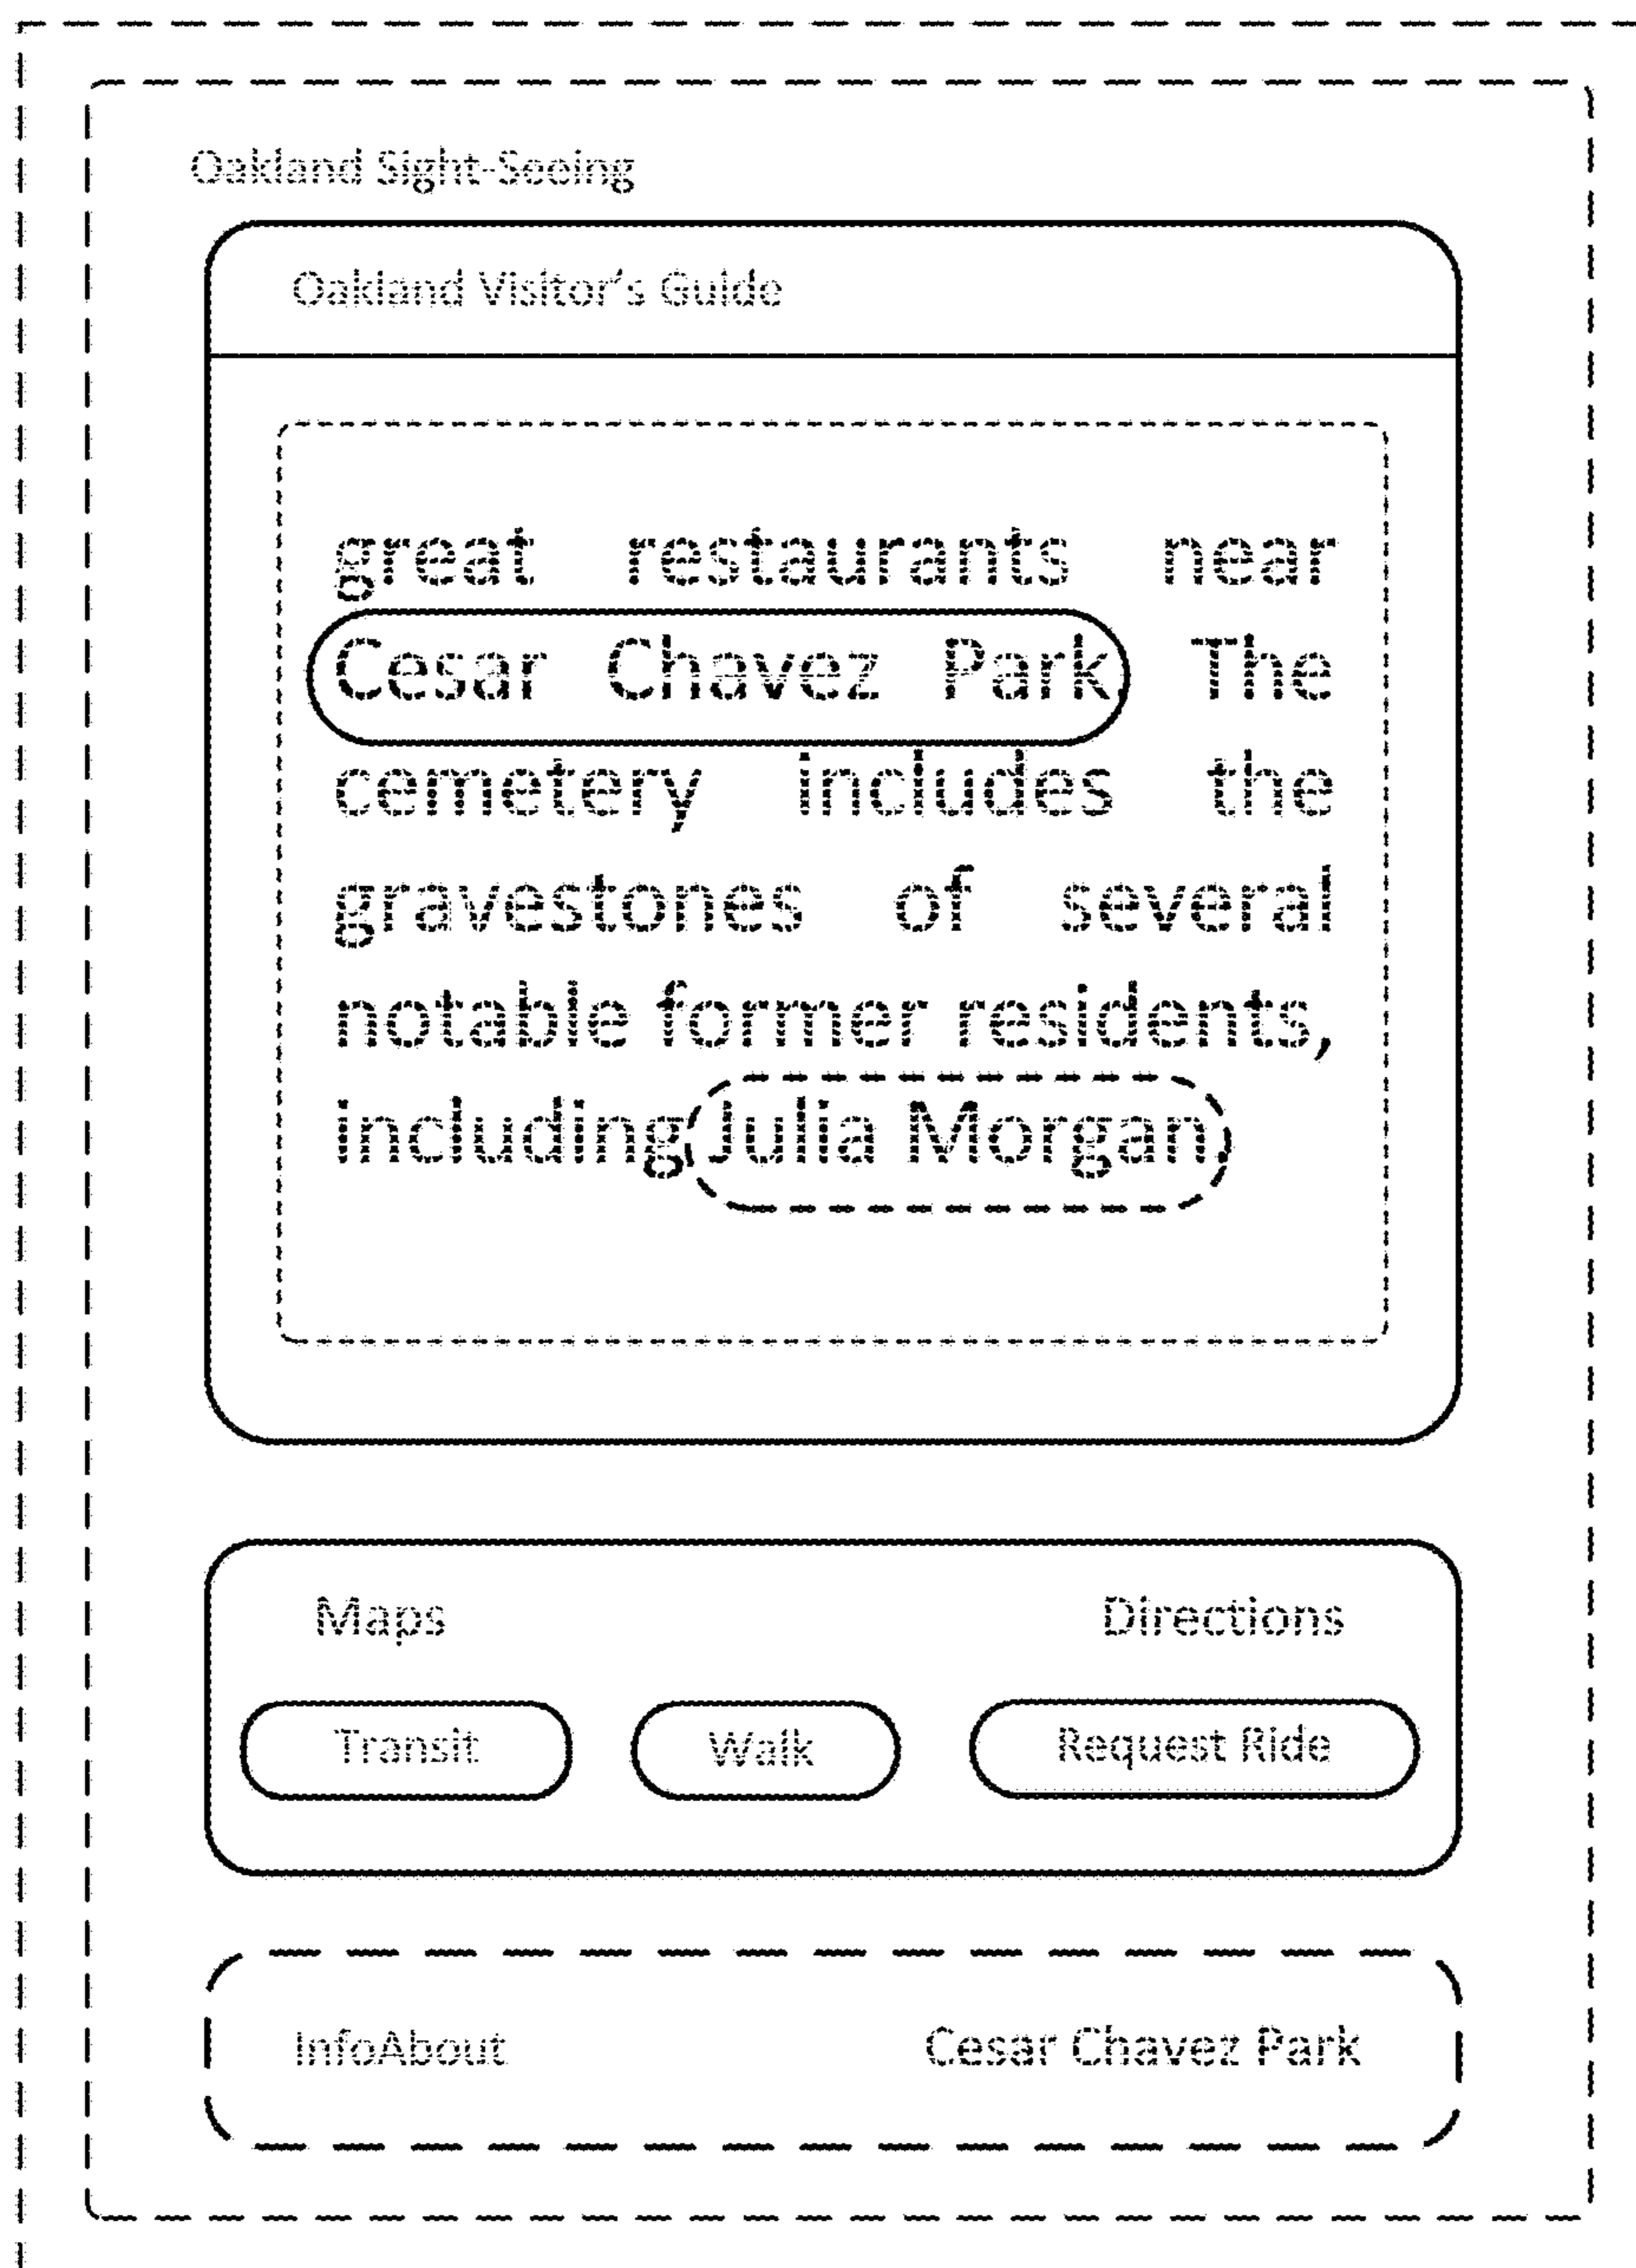 Oakland Sight-Seeing
Oakland Visitor's Guide
great restaurants near
Cesar Chavez Park. The
cemetery includes the
gravestones of several
notable former residents,
including Julia Morgan.
Maps Directions
Transit Walk Request Ride
InfoAbout Cesar Chavez Park